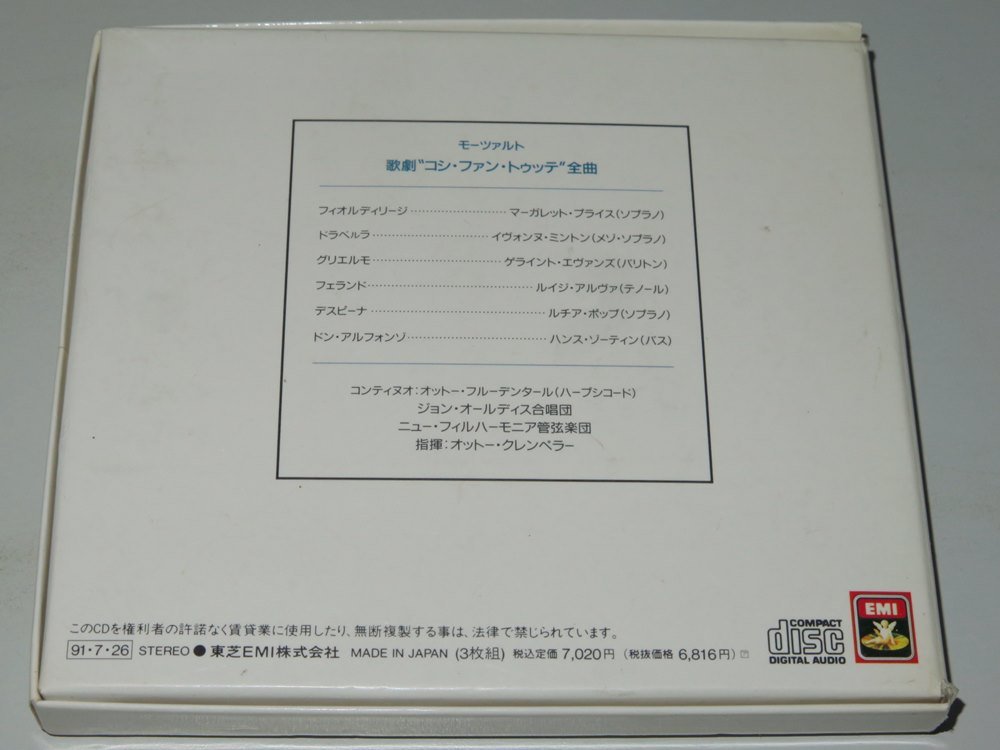 モーツァルト
歌劇“コシ・ファン・トゥッテ”全曲
フィオルディリージ…………………………マーガレット・プライス(ソプラノ)
ドラベルラ…………………………イヴォンヌ・ミントン(メゾ・ソプラノ)
グリエルモ…………………………ゲライント・エヴァンズ(バリトン)
フェランド…………………………ルイジ・アルヴァ(テノール)
デスピーナ…………………………ルチア・ポップ(ソプラノ)
ドン・アルフォンゾ…………………………ハンス・ゾーティン(バス)
コンティヌオ:オットー・フルーデンタール(ハープシコード)
ジョン・オールディス合唱団
ニュー・フィルハーモニア管弦楽団
指揮:オットー・クレンペラー
このCDを権利者の許諾なく賃貸業に使用したり、無断複製する事は、法律で禁じられています。
91・7・26 STEREO ● 東芝EMI株式会社 MADE IN JAPAN (3枚組) 税込定価 7,020円 (税抜価格 6,816円)
COMPACT
disc
DIGITAL AUDIO
EMI